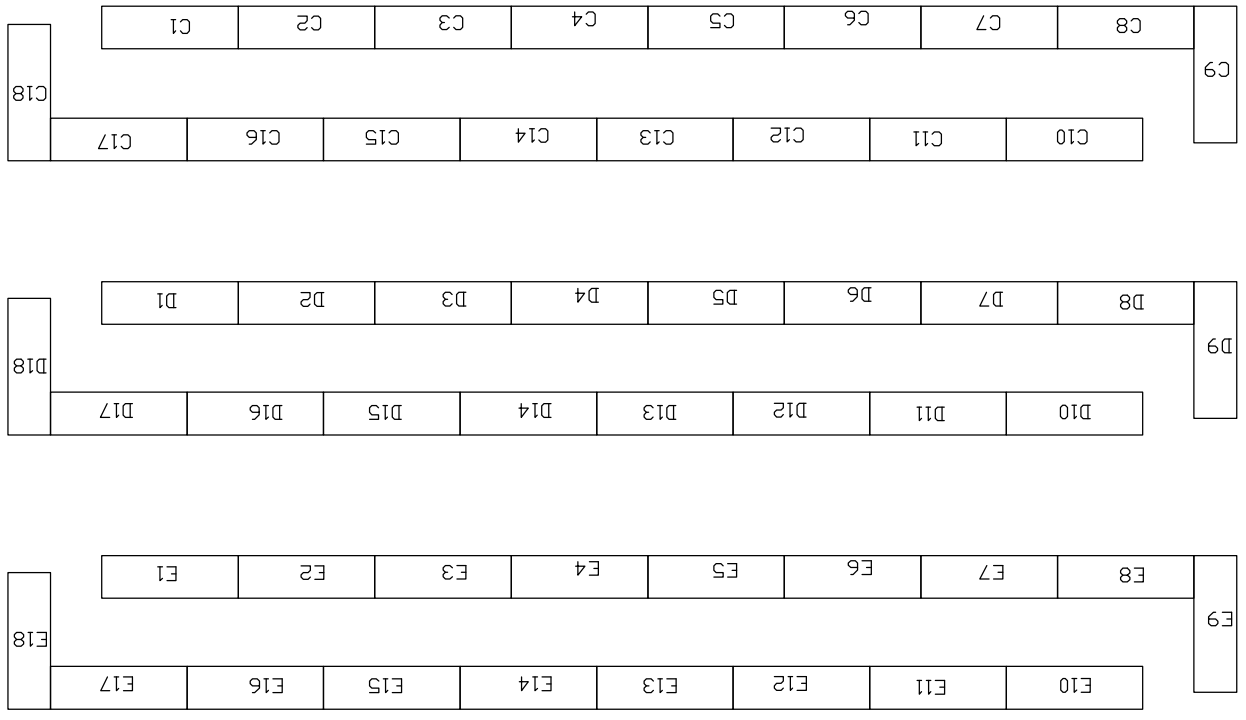 E10 E11 E12 E13 E14 E15 E16 E17
E9 E18
E8 E7 E6 E5 E4 E3 E2 E1
D10 D11 D12 D13 D14 D15 D16 D17
D9 D18
D8 D7 D6 D5 D4 D3 D2 D1
C10 C11 C12 C13 C14 C15 C16 C17
C9 C18
C8 C7 C6 C5 C4 C3 C2 C1